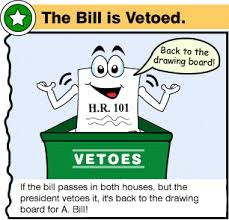 The Bill is Vetoed.
Back to the
drawing board!
H.R. 101
VETOES
If the bill passes in both houses, but the
president vetoes it, it's back to the drawing
board for A. Bill!